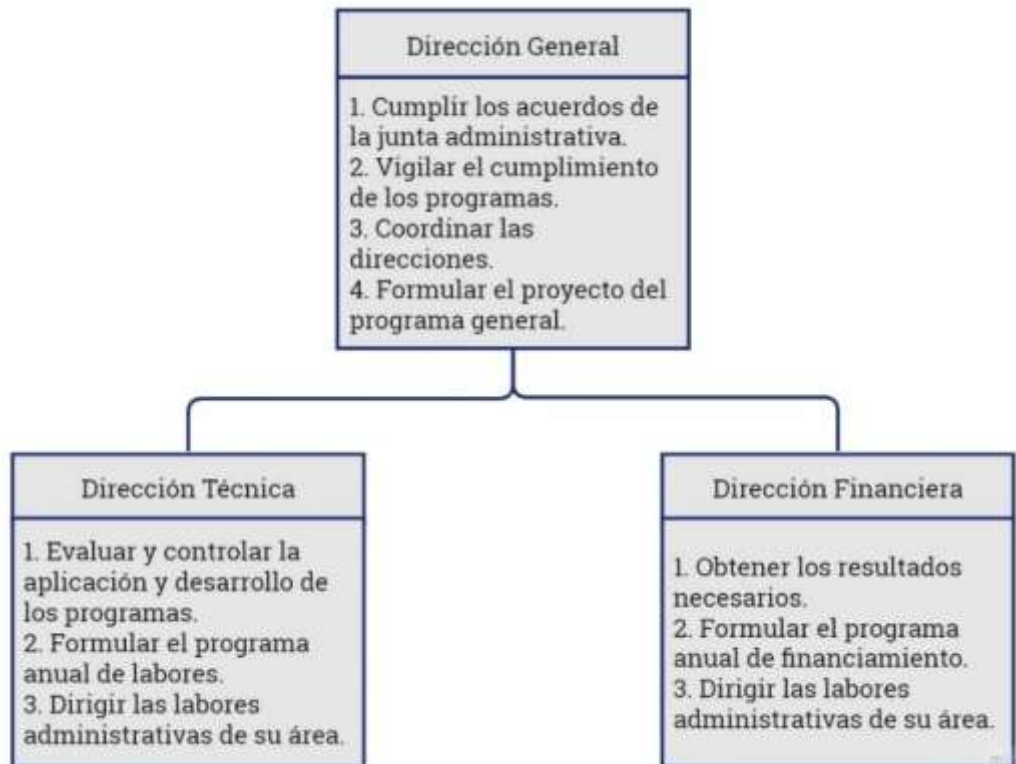 Dirección General
1. Cumplir los acuerdos de
la junta administrativa.
2. Vigilar el cumplimiento
de los programas.
3. Coordinar las
direcciones.
4. Formular el proyecto del
programa general.
Dirección Técnica
1. Evaluar y controlar la
aplicación y desarrollo de
los programas.
2. Formular el programa
anual de labores.
3. Dirigir las labores
administrativas de su área.
Dirección Financiera
1. Obtener los resultados
necesarios.
2. Formular el programa
anual de financiamiento.
3. Dirigir las labores
administrativas de su área.